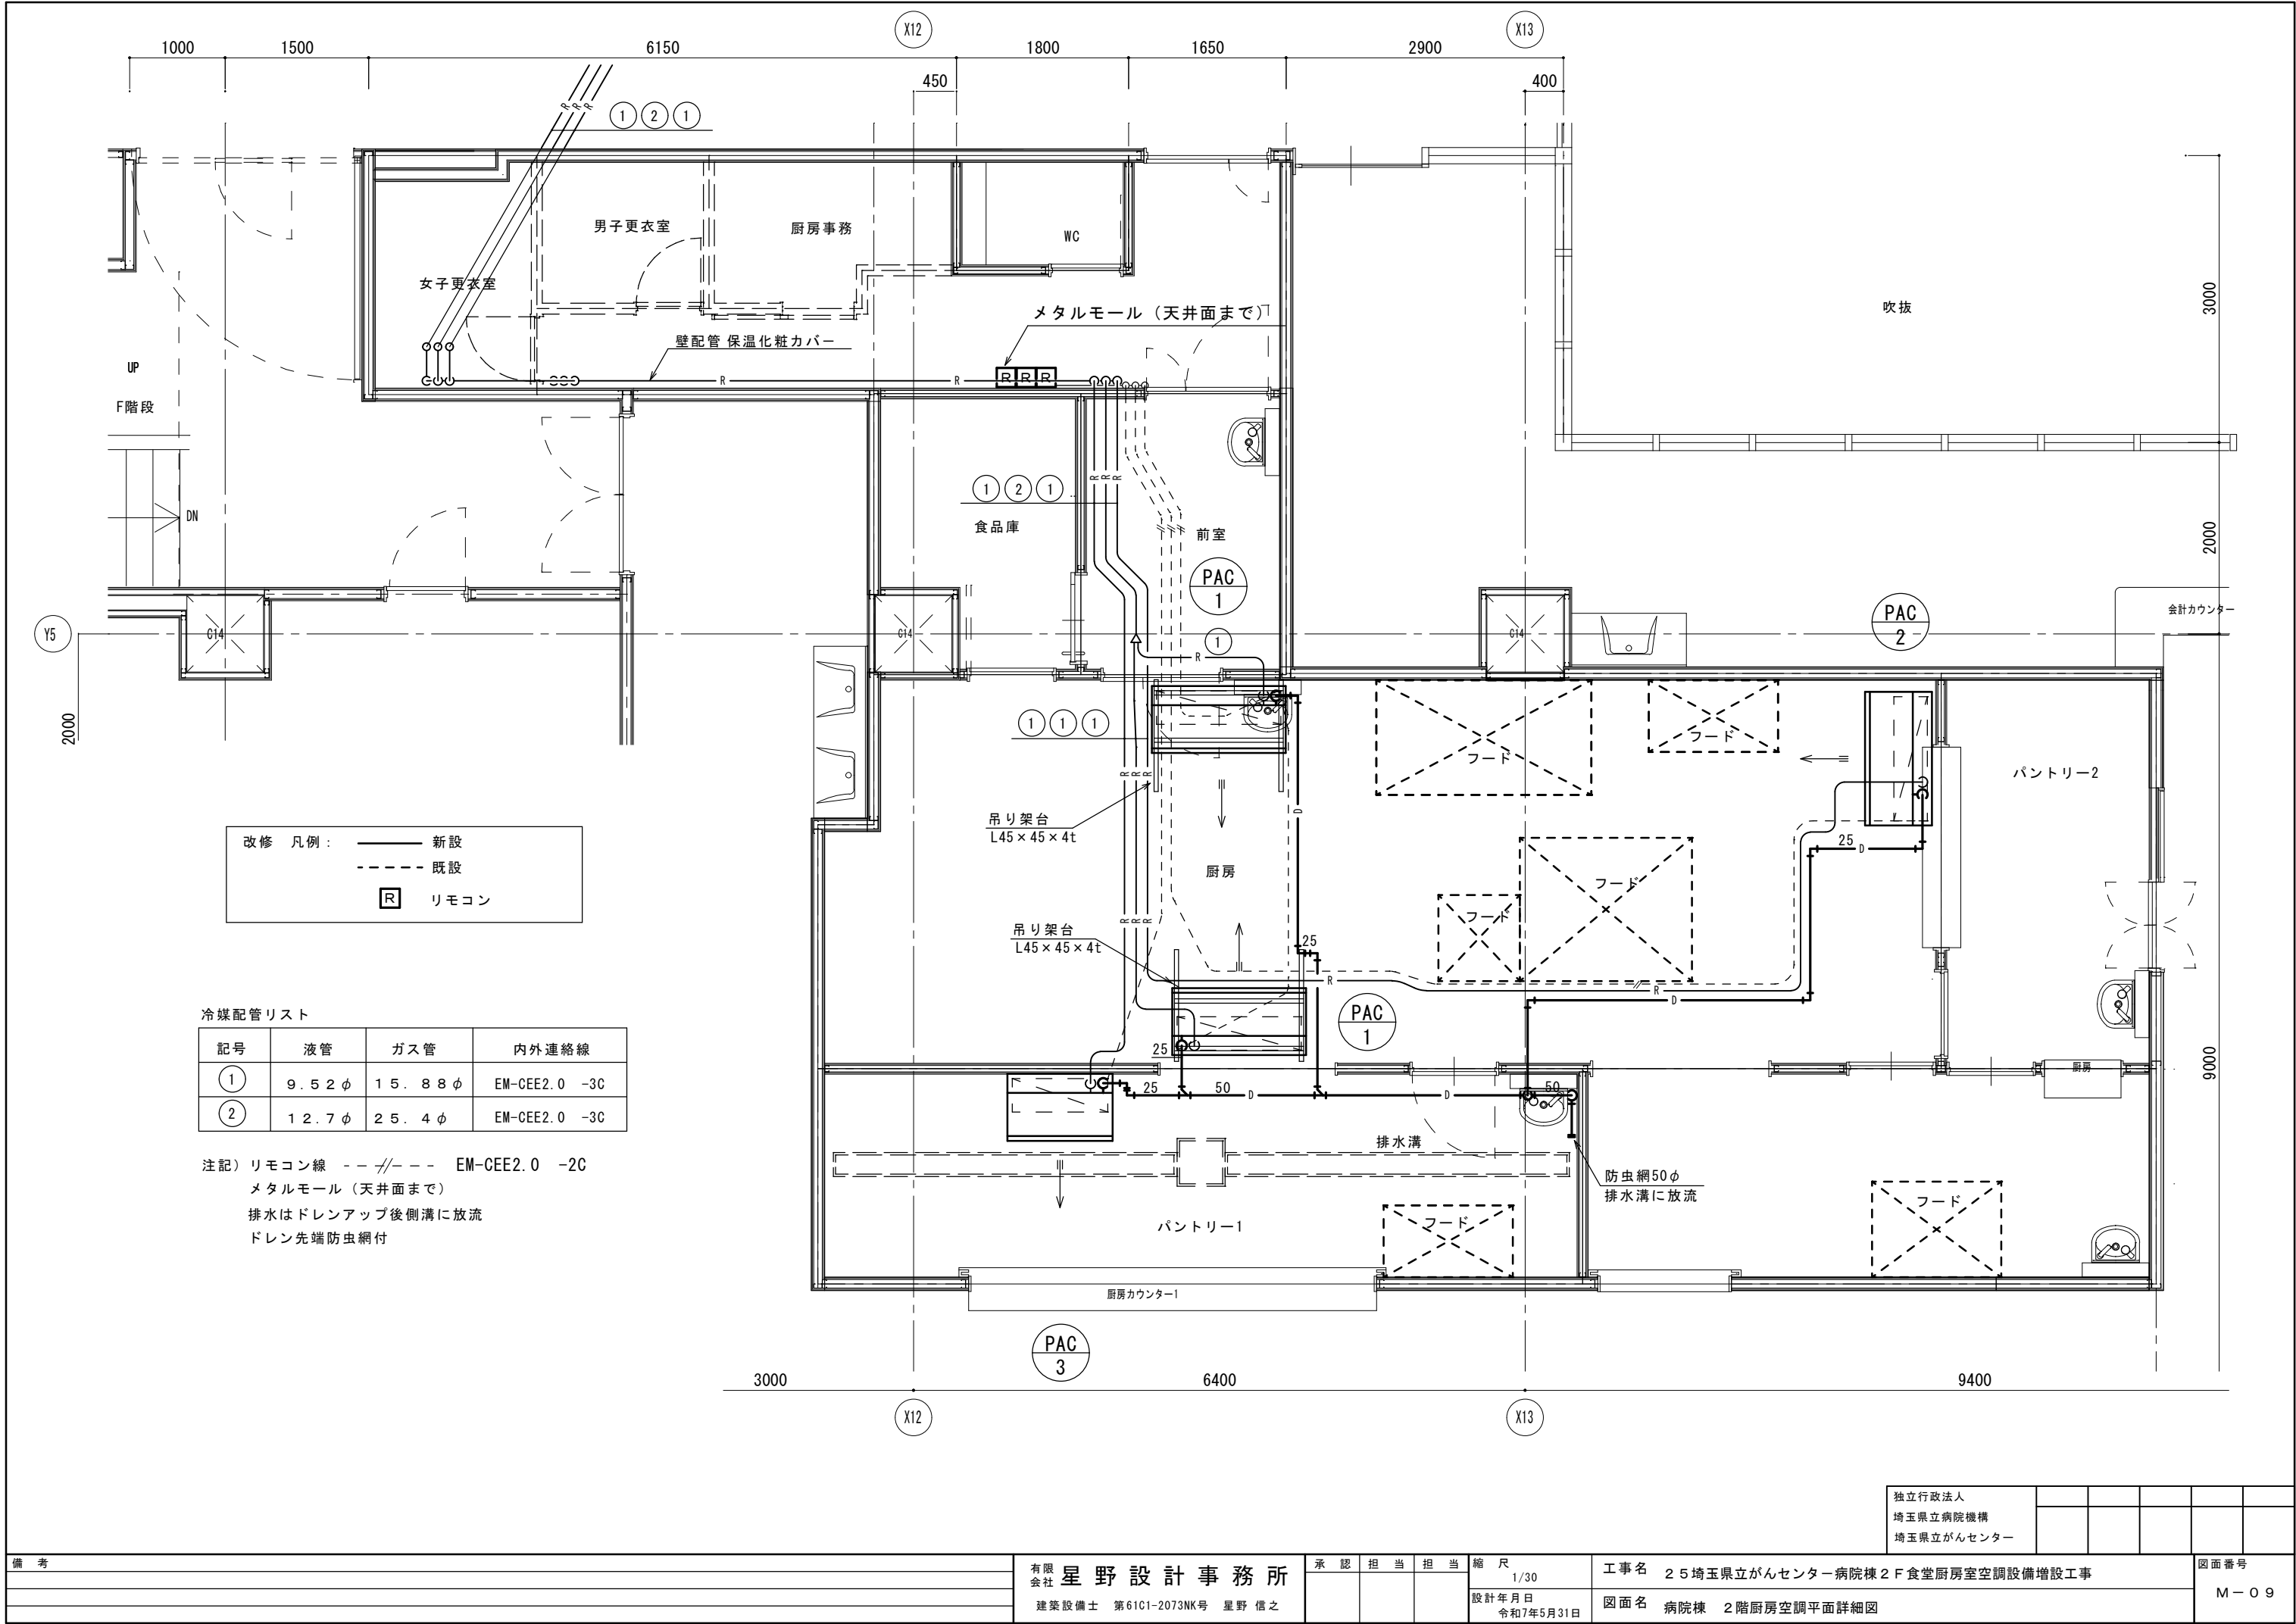 X12
X13
1000
1500
6150
1800
1650
2900
450
400
R
R
R
1
2
1
男子更衣室
厨房事務
WC
女子更衣室
メタルモール（天井面まで）
吹抜
3000
壁配管 保温化粧カバー
UP
F階段
R
R
R
R
R
R
R
R
1
2
1
食品庫
前室
DN
2000
PAC
1
PAC
2
会計カウンター
Y5
C14
C14
C14
1
R
2000
1
1
1
フード
フード
パントリー2
R
R
R
吊り架台
L45×45×4t
D
25
D
改修 凡例：
新設
既設
R
リモコン
厨房
フード
フード
R
R
R
吊り架台
L45×45×4t
25
R
R
D
PAC
1
冷媒配管リスト
記号 液管 ガス管 内外連絡線
1 9.52φ 15.88φ EM-CEE2.0 -3C
2 12.7φ 25.4φ EM-CEE2.0 -3C
25
25
50
D
D
50
厨房
9000
排水溝
注記）リモコン線 EM-CEE2.0 -2C
メタルモール（天井面まで）
排水はドレンアップ後側溝に放流
ドレン先端防虫網付
防虫網50φ
排水溝に放流
パントリー1
フード
フード
厨房カウンター1
PAC
3
3000
6400
9400
X12
X13
独立行政法人
埼玉県立病院機構
埼玉県立がんセンター
備 考
有限会社 星野設計事務所
建築設備士 第61C1-2073NK号 星野 信之
承 認
担 当
担 当
縮 尺
1/30
設計年月日
令和7年5月31日
工事名 25埼玉県立がんセンター病院棟2F食堂厨房室空調設備増設工事
図面名 病院棟 2階厨房空調平面詳細図
図面番号
M－09